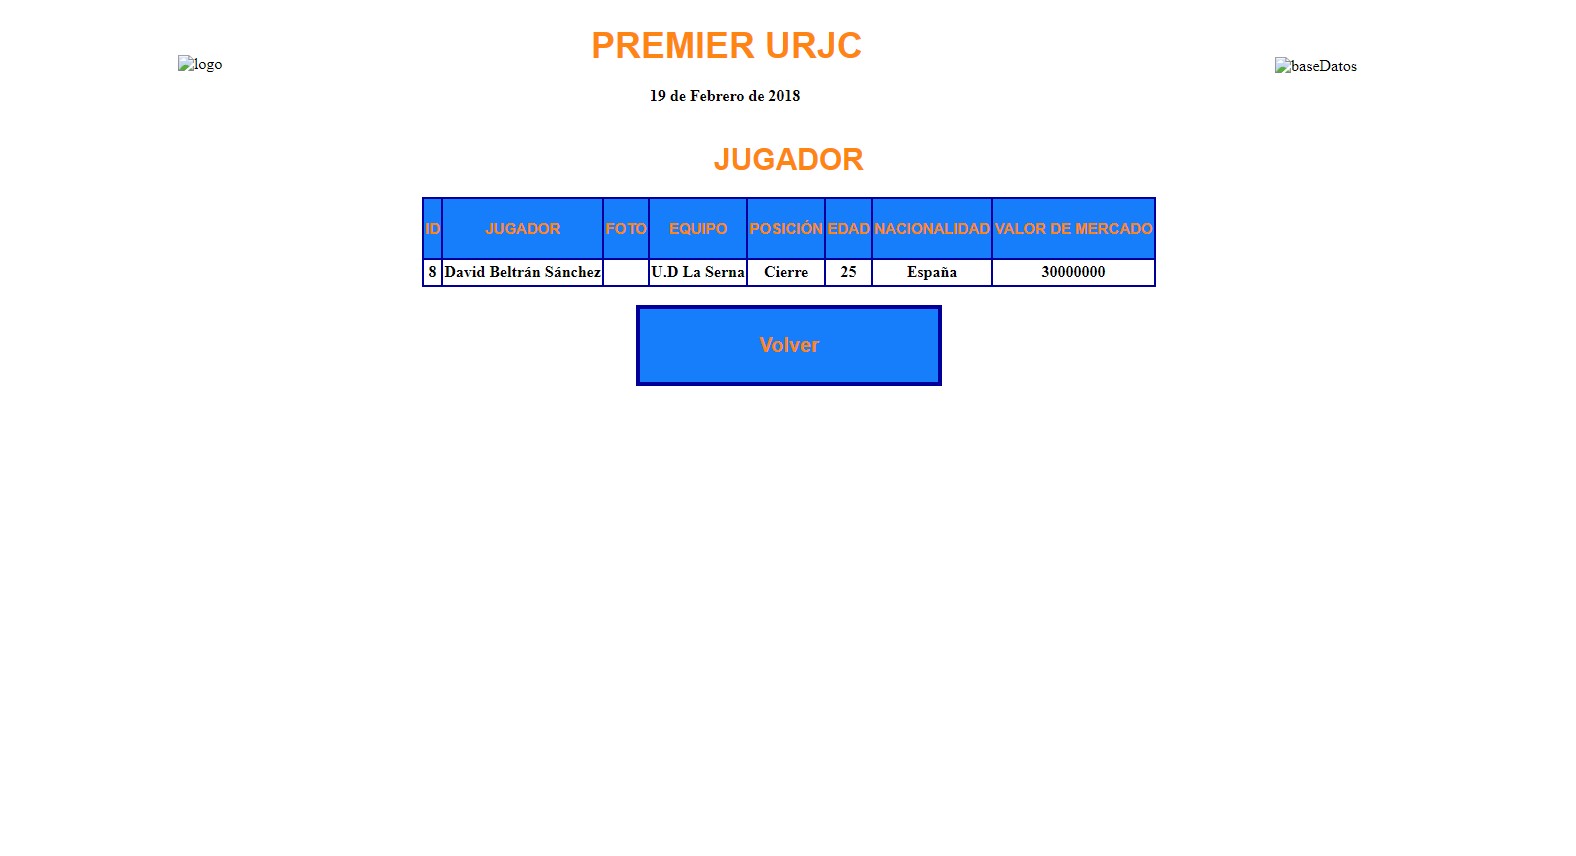 PREMIER URJC
logo
baseDatos
19 de Febrero de 2018
JUGADOR
ID JUGADOR FOTO EQUIPO POSICIÓN EDAD NACIONALIDAD VALOR DE MERCADO
8 David Beltrán Sánchez U.D La Serna Cierre 25 España 30000000
Volver